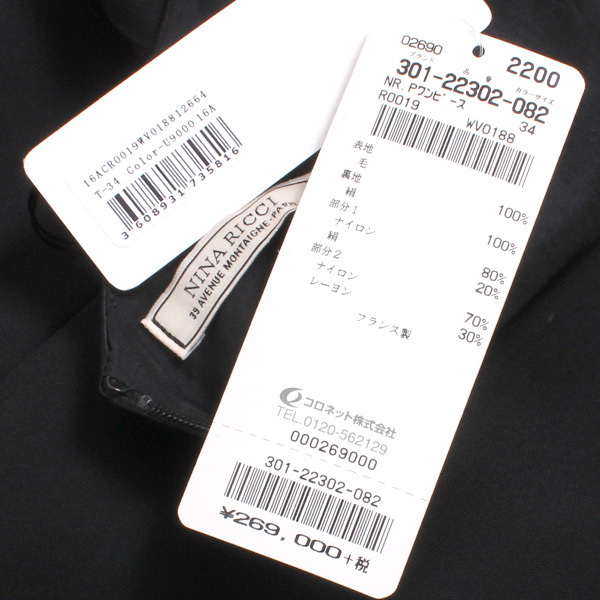 16ACR0019WV018812664
T-34 Color-U9000 16A
3608931735816
NINA RICCI
39 AVENUE MONTAIGNE-PAR
02690 2200
ブランド 品番 カラーサイズ
301-22302-082
NR. Pワンピース 34
R0019 WV0188
表地
毛 100%
裏地
絹 100%
部分1
ナイロン 80%
絹 20%
部分2
ナイロン 70%
レーヨン 30%
フランス製
コロネット株式会社
TEL.0120-562129
000269000
301-22302-082
¥269,000+税